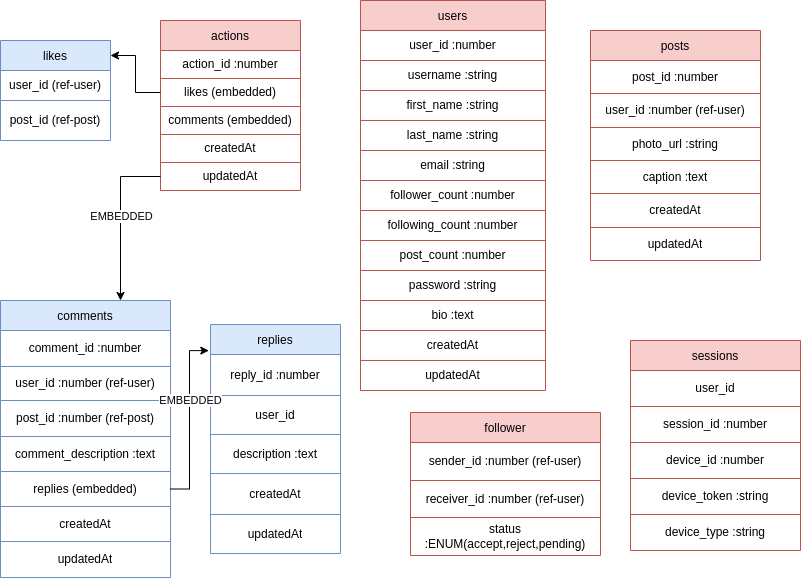 likes
user_id (ref-user)
post_id (ref-post)
actions
action_id :number
likes (embedded)
comments (embedded)
createdAt
updatedAt
EMBEDDED
users
user_id :number
username :string
first_name :string
last_name :string
email :string
follower_count :number
following_count :number
post_count :number
password :string
bio :text
createdAt
updatedAt
posts
post_id :number
user_id :number (ref-user)
photo_url :string
caption :text
createdAt
updatedAt
comments
comment_id :number
user_id :number (ref-user)
post_id :number (ref-post)
comment_description :text
replies (embedded)
createdAt
updatedAt
EMBEDDED
replies
reply_id :number
user_id
description :text
createdAt
updatedAt
follower
sender_id :number (ref-user)
receiver_id :number (ref-user)
status
:ENUM(accept,reject,pending)
sessions
user_id
session_id :number
device_id :number
device_token :string
device_type :string